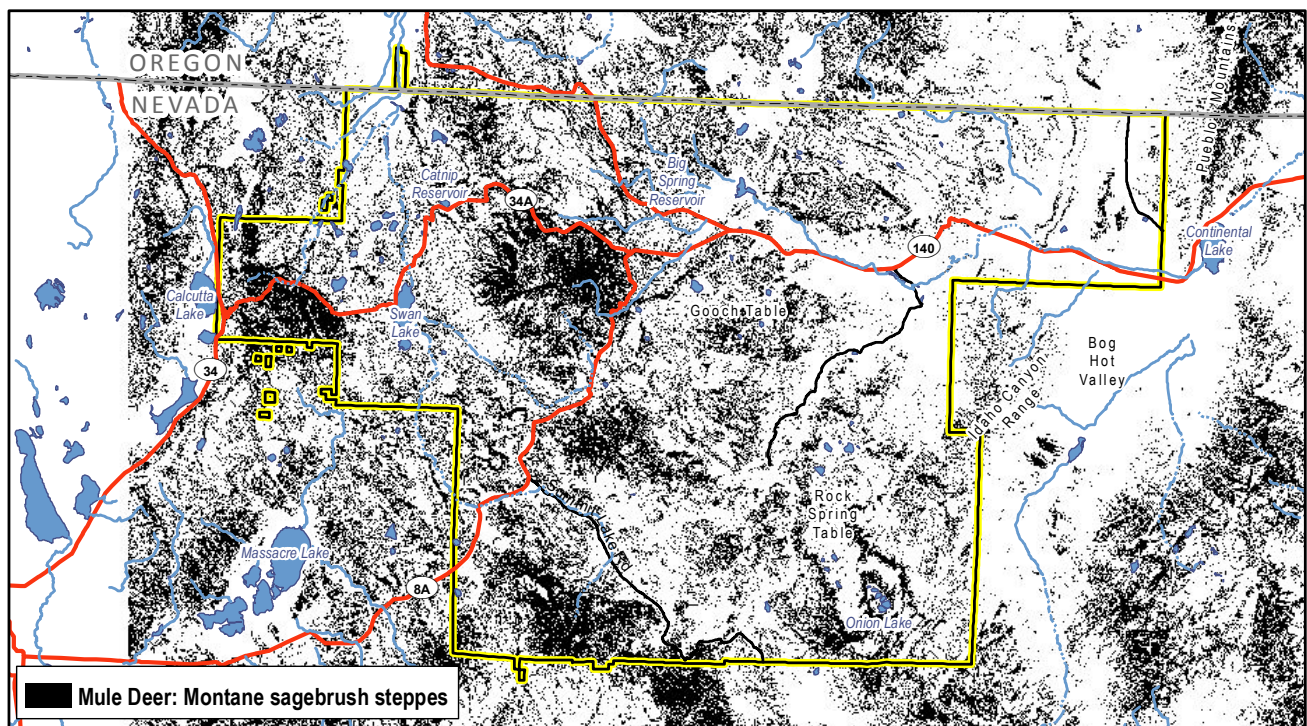 OREGON
NEVADA
Pueblo Mountains
Catnip
Reservoir
34A
Big
Spring
Reservoir
140
Continental
Lake
Calcutta
Lake
Swan
Lake
Gooch Table
34
Bog
Hot
Valley
Idaho Canyon
Range
Rock
Spring
Table
Massacre Lake
8A
Onion Lake
Mule Deer: Montane sagebrush steppes